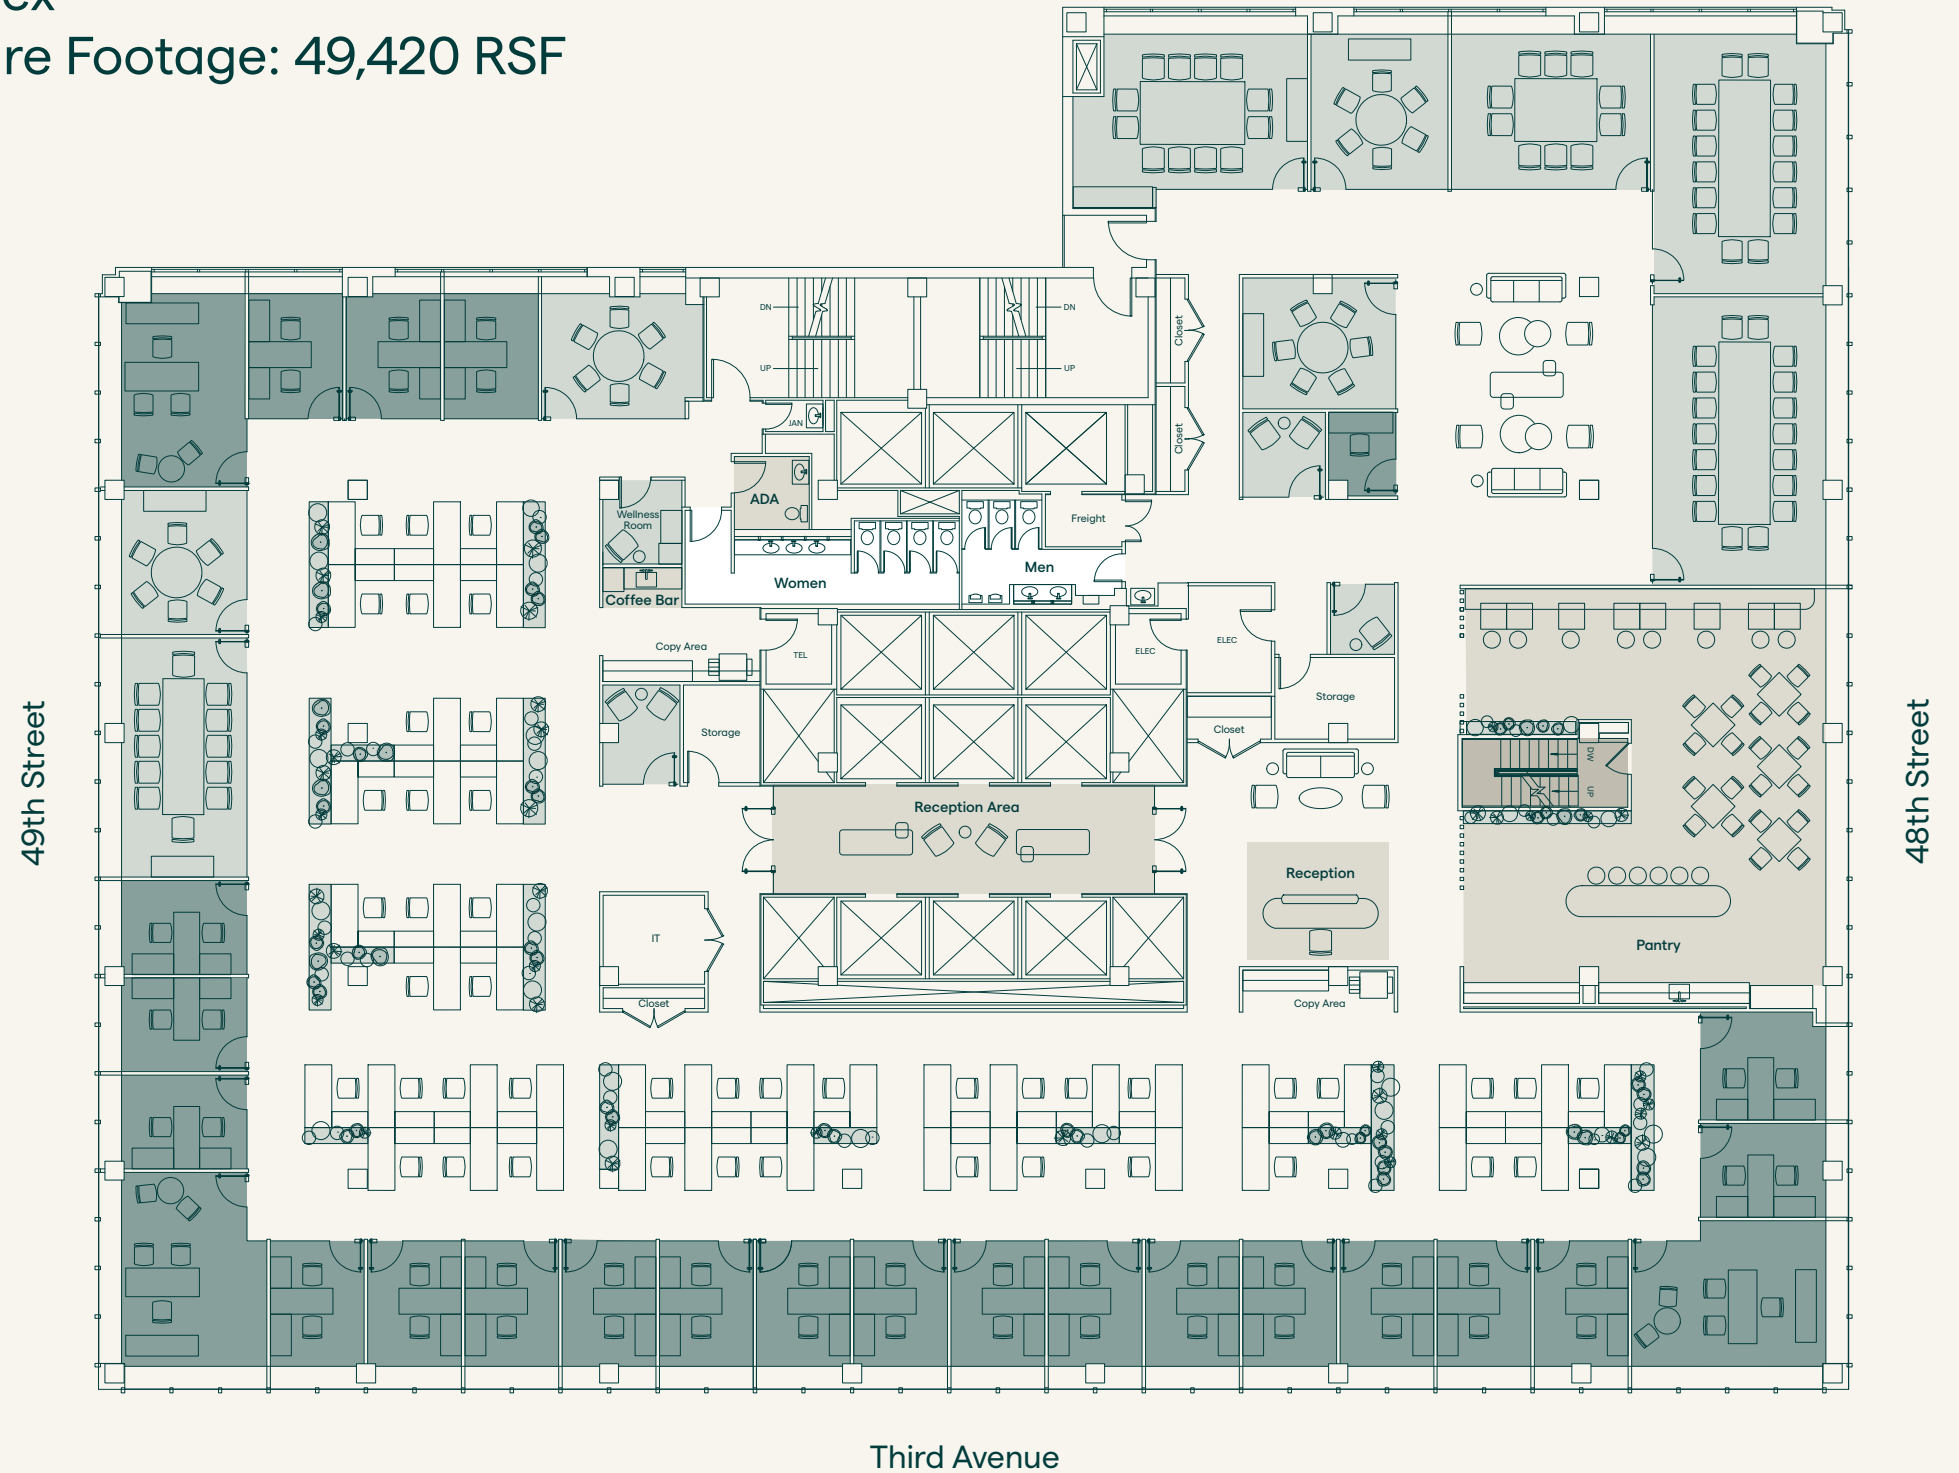 ex
re Footage: 49,420 RSF
DN
DN
UP
UP
Closet
Closet
JAN
ADA
Wellness
Room
Freight
Women
Men
Coffee Bar
Copy Area
TEL
ELEC
ELEC
Storage
Storage
Closet
DW
UP
49th Street
48th Street
Reception Area
Reception
IT
Pantry
Closet
Copy Area
Third Avenue